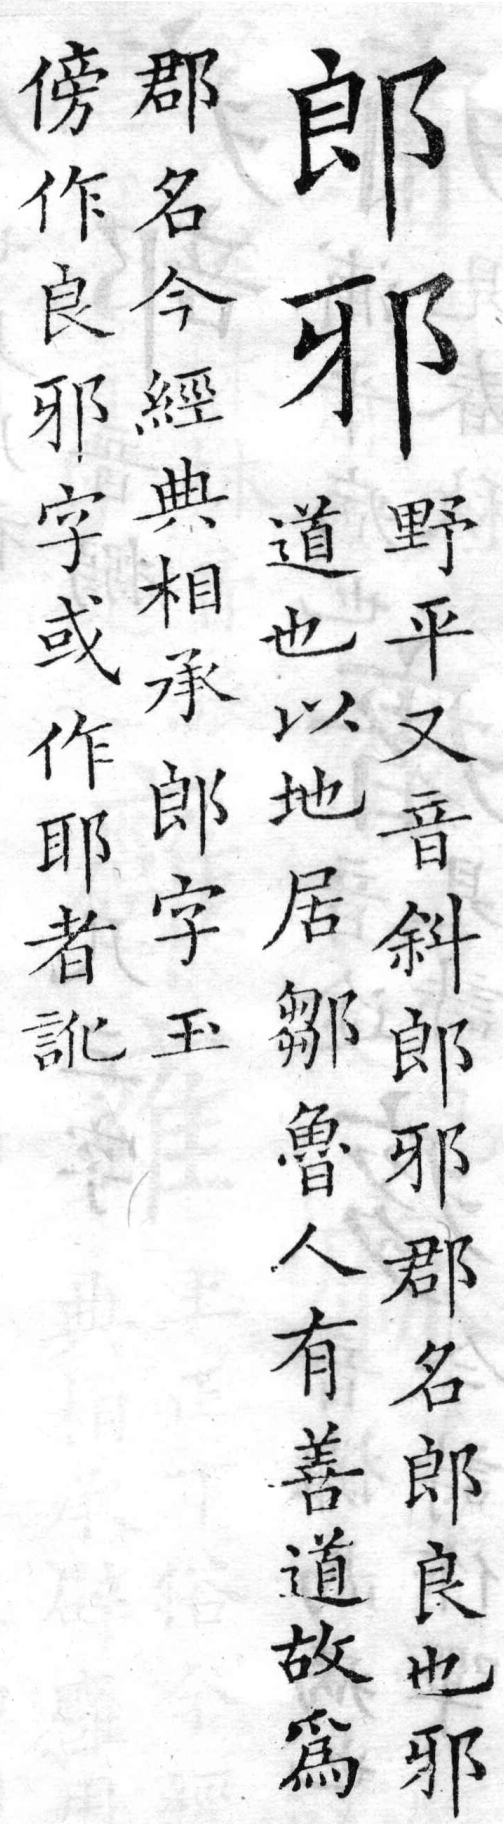 郎邪
野平又音斜郎邪郡名郎良也邪
道也以地居鄒魯人有善道故爲
郡名今經典相承郎字玉
傍作良邪字或作耶者訛